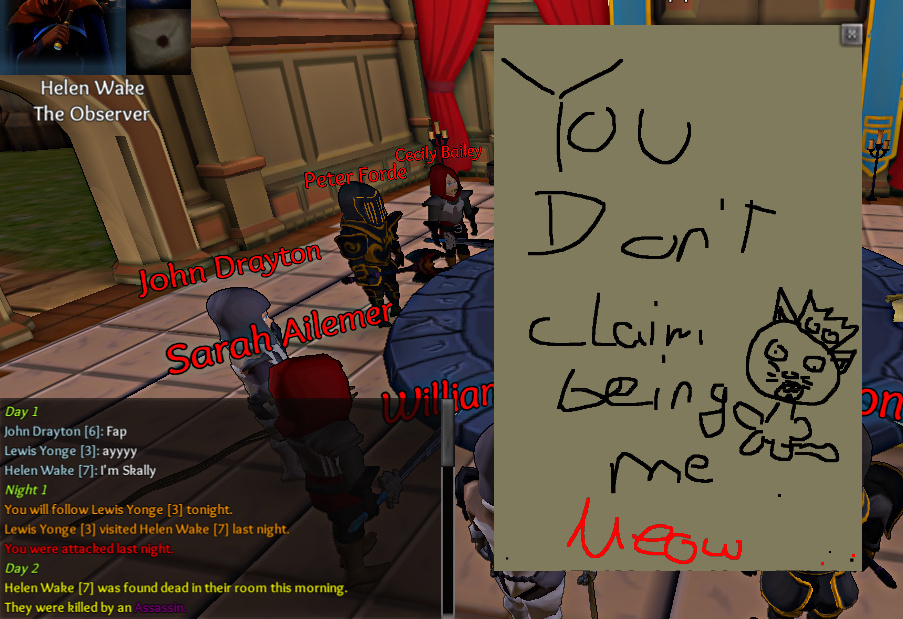 Helen Wake
The Observer
Cecily Bailey
Peter Forde
John Drayton
Sarah Ailemer
Day 1
John Drayton [6]: Fap
Lewis Yonge [3]: ayyyy
Helen Wake [7]: I'm Skally
Night 1
You will follow Lewis Yonge [3] tonight.
Lewis Yonge [3] visited Helen Wake [7] last night.
You were attacked last night.
Day 2
Helen Wake [7] was found dead in their room this morning.
They were killed by an Assassin.
You
Don't
claim
being
me
Meow